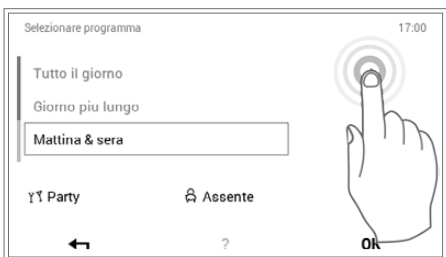 Selezionare programma 17:00
Tutto il giorno
Giorno piu lungo
Mattina & sera
Party Assente
? OK